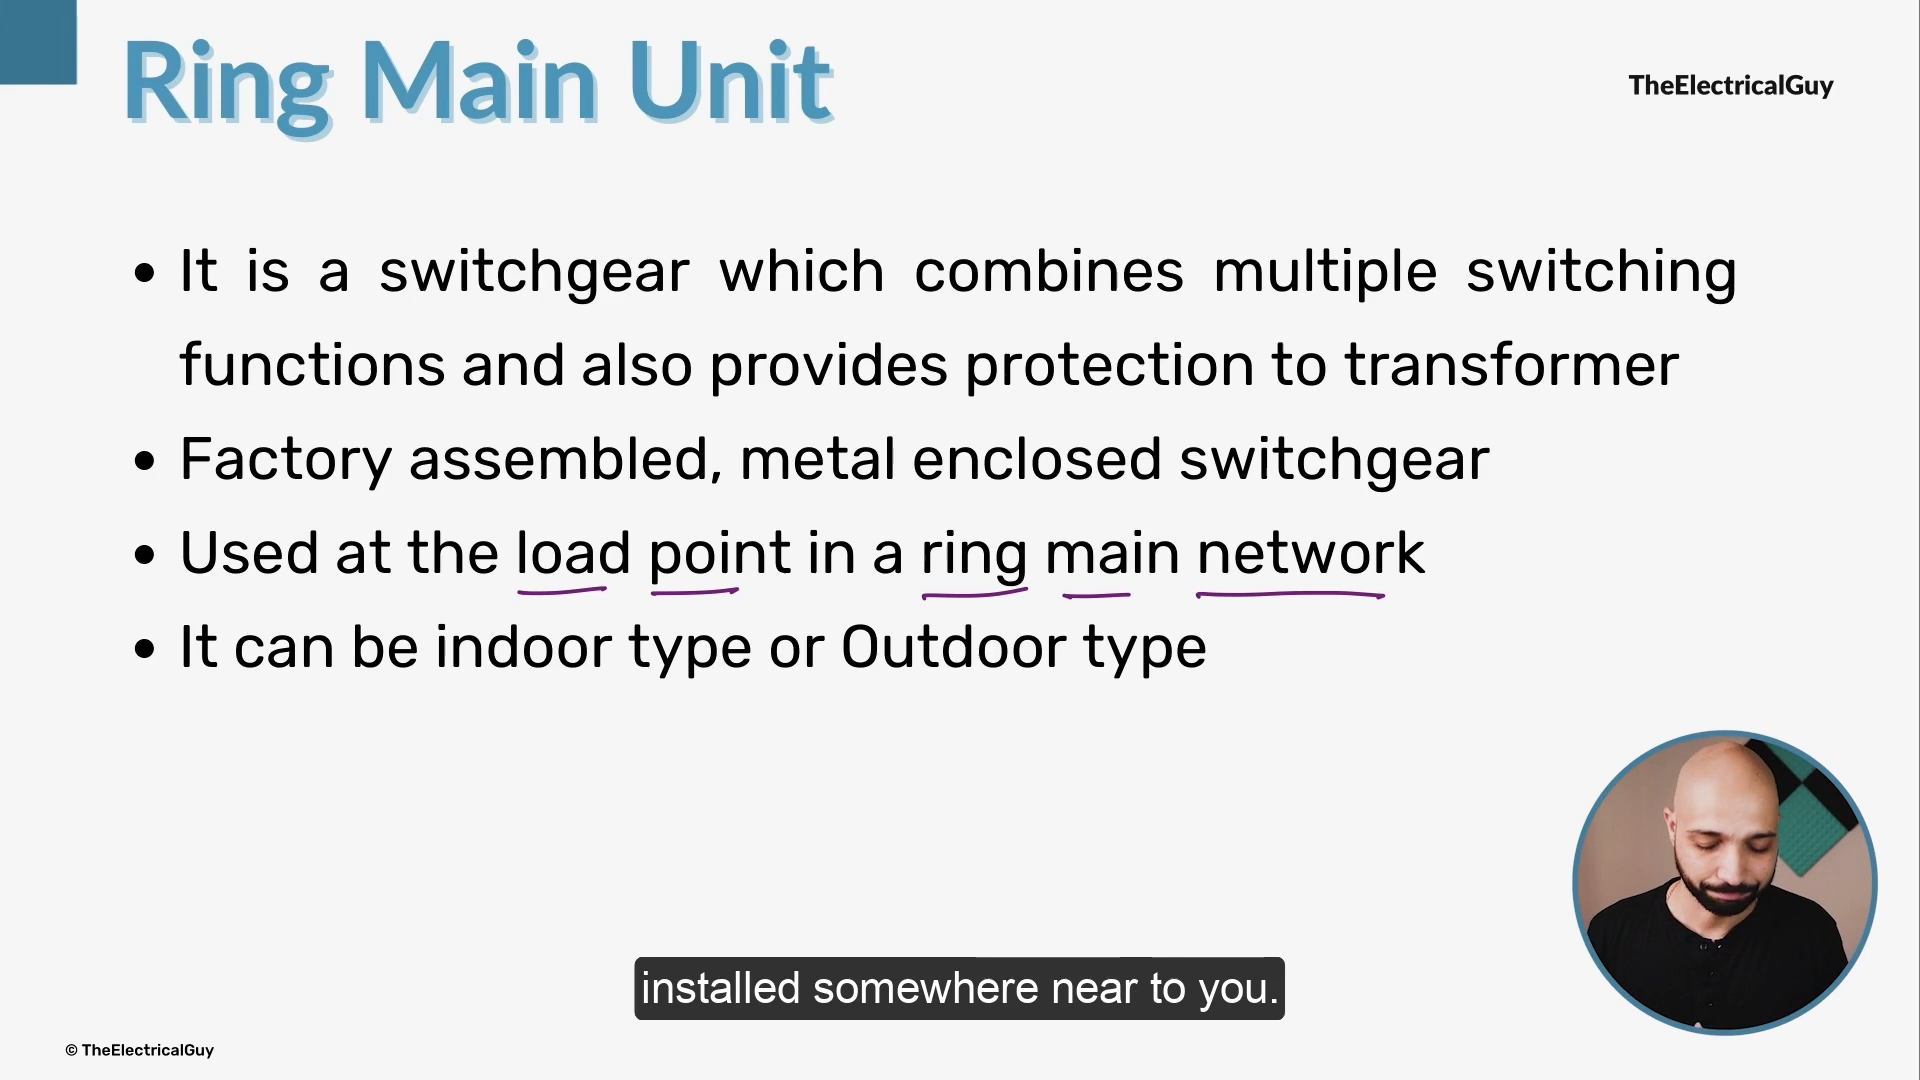 Ring Main Unit
TheElectricalGuy
• It is a switchgear which combines multiple switching
functions and also provides protection to transformer
• Factory assembled, metal enclosed switchgear
• Used at the load point in a ring main network
• It can be indoor type or Outdoor type
installed somewhere near to you.
© TheElectricalGuy